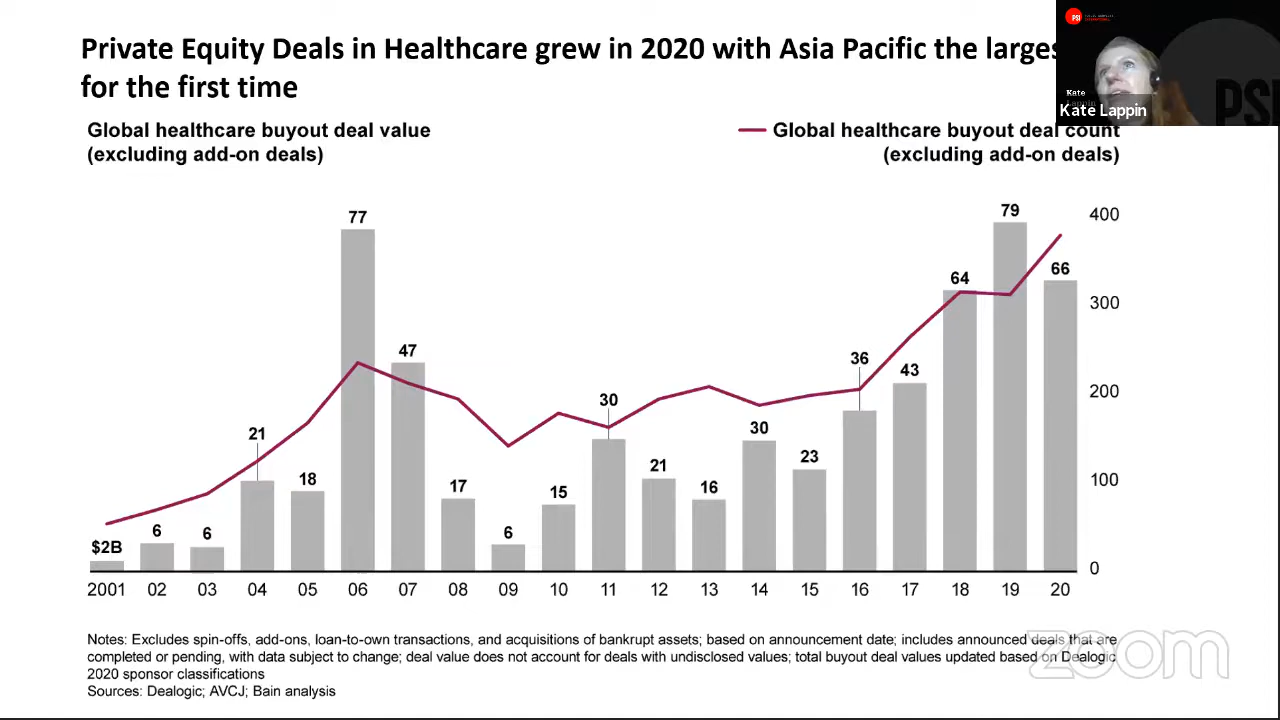 Private Equity Deals in Healthcare grew in 2020 with Asia Pacific the larges
for the first time
PSI
Kate
Kate Lappin
PSI
Global healthcare buyout deal value
(excluding add-on deals)
Global healthcare buyout deal count
(excluding add-on deals)
$2B
6
6
21
18
77
47
17
6
15
30
21
16
30
23
36
43
64
79
66
400
300
200
100
0
2001 02 03 04 05 06 07 08 09 10 11 12 13 14 15 16 17 18 19 20
Notes: Excludes spin-offs, add-ons, loan-to-own transactions, and acquisitions of bankrupt assets; based on announcement date; includes announced deals that are
completed or pending, with data subject to change; deal value does not account for deals with undisclosed values; total buyout deal values updated based on Dealogic
2020 sponsor classifications
Sources: Dealogic; AVCJ; Bain analysis
zoom